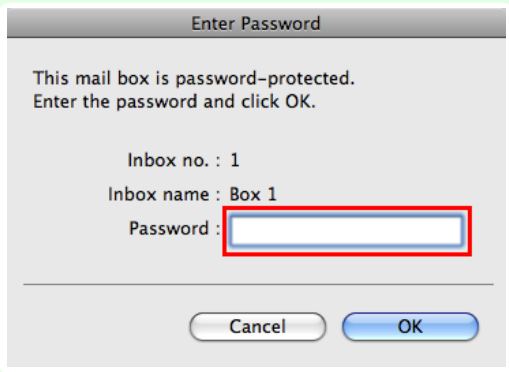 Enter Password
This mail box is password-protected.
Enter the password and click OK.
Inbox no. : 1
Inbox name : Box 1
Password :
Cancel
OK